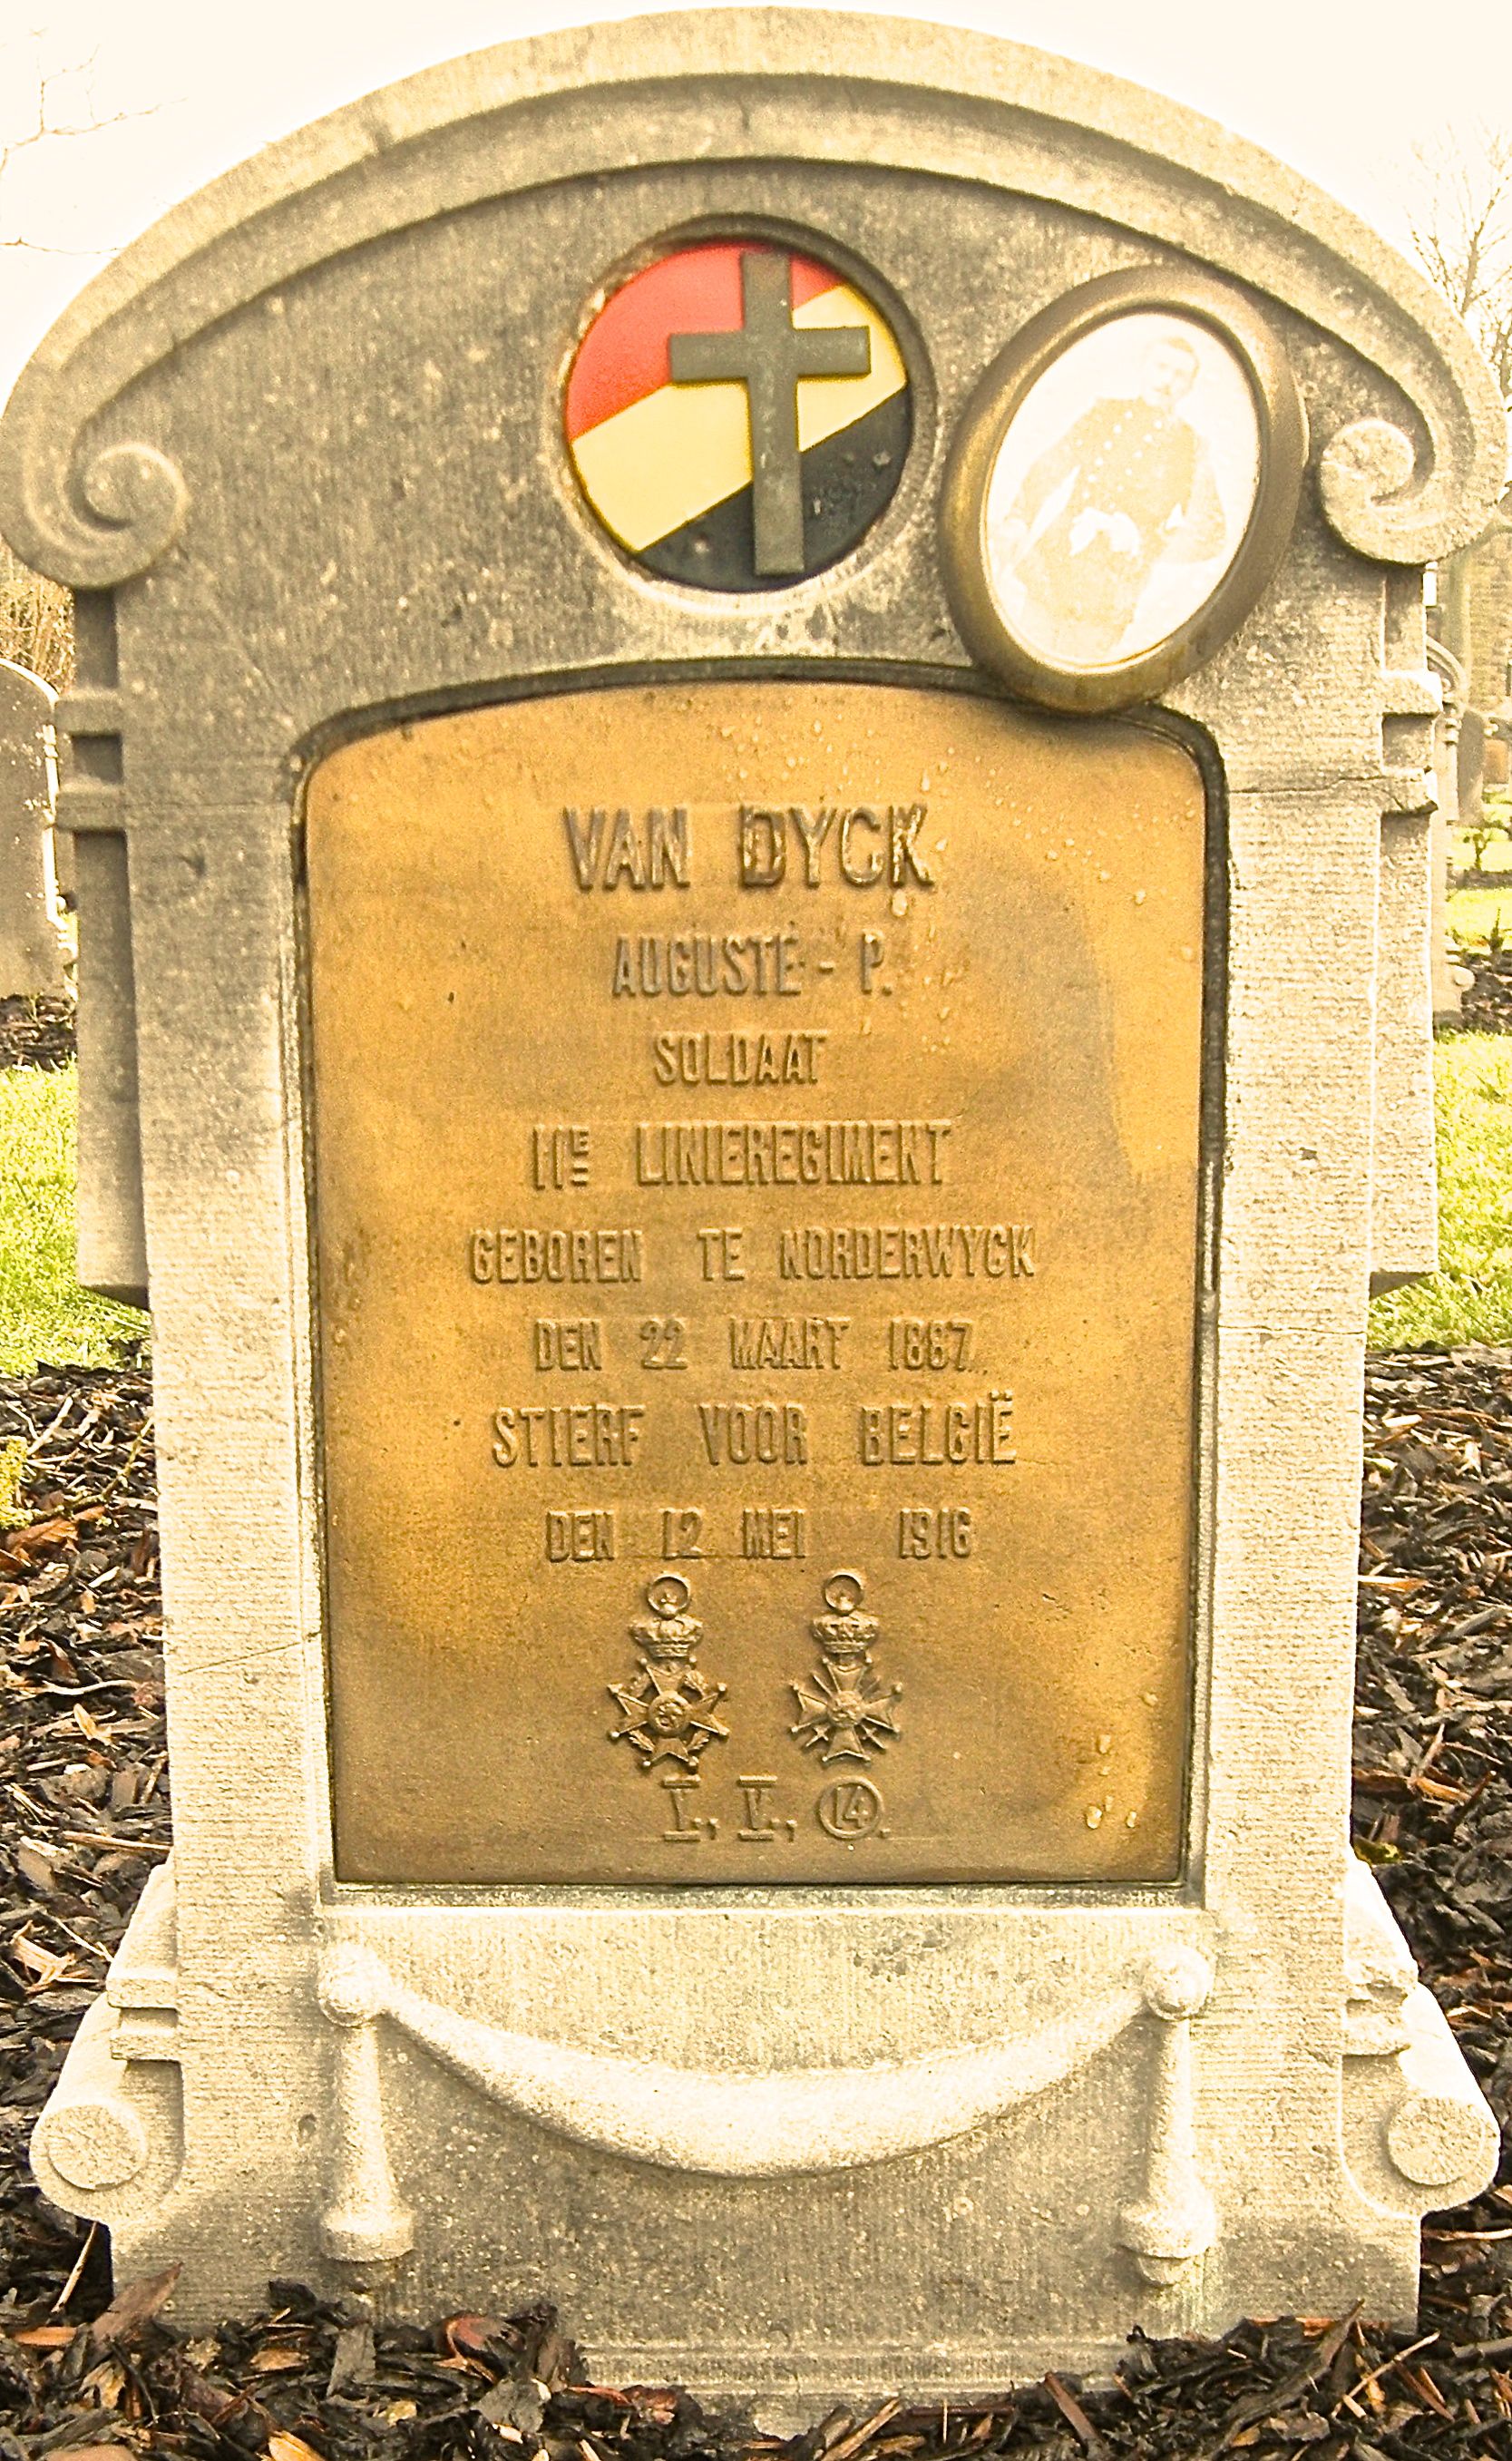 VAN DYCK
AUGUSTE - P.
SOLDAAT
11E LINIEREGIMENT
GEBOREN TE NORDERWYCK
DEN 22 MAART 1887
STIERF VOOR BELGIË
DEN 12 MEI 1916
I., V., 14.